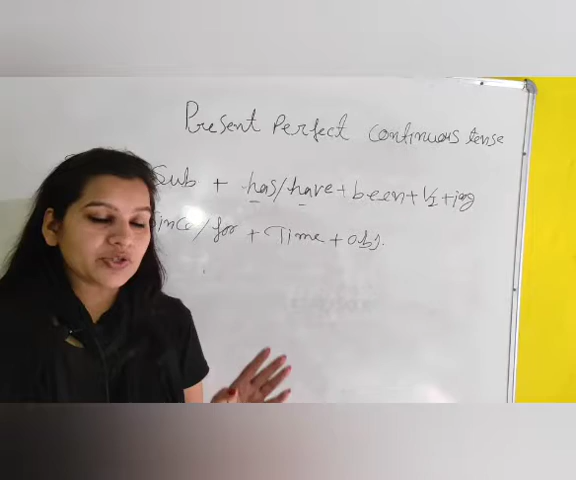 Present Perfect continuous tense
Sub + has/have + been + V1 + ing
since/for + Time + obj.